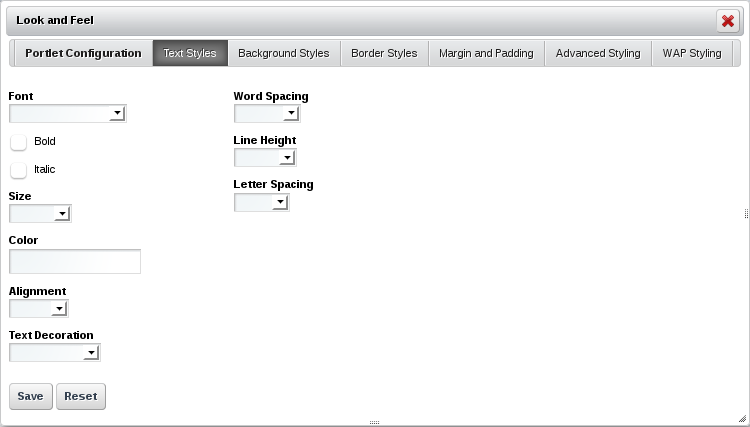 Look and Feel
Portlet Configuration Text Styles Background Styles Border Styles Margin and Padding Advanced Styling WAP Styling
Font
Bold
Italic
Size
Color
Alignment
Text Decoration
Word Spacing
Line Height
Letter Spacing
Save Reset